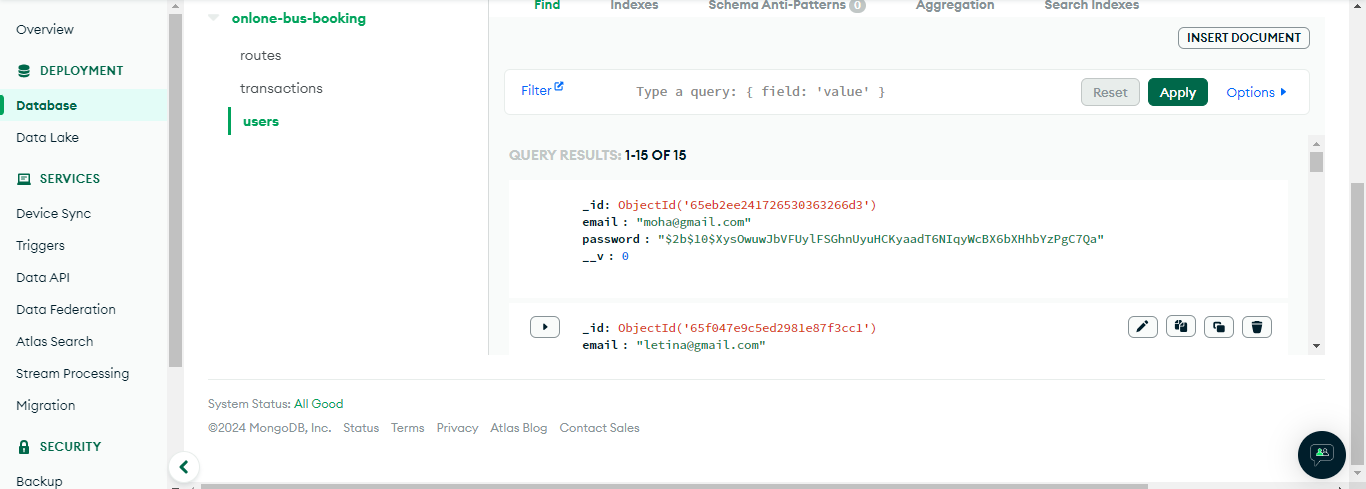 Overview
DEPLOYMENT
Database
Data Lake
SERVICES
Device Sync
Triggers
Data API
Data Federation
Atlas Search
Stream Processing
Migration
SECURITY
Backup
onlone-bus-booking
routes
transactions
users
Find Indexes Schema Anti-Patterns 0 Aggregation Search Indexes
INSERT DOCUMENT
Filter Type a query: { field: 'value' } Reset Apply Options
QUERY RESULTS: 1-15 OF 15
_id: ObjectId('65eb2ee241726530363266d3')
email : "moha@gmail.com"
password : "$2b$10$XysOwuwJbVFUylFSGhnUyuHCKyaadT6NIqyWcBX6bXHhbYzPgC7Qa"
__v : 0
_id: ObjectId('65f047e9c5ed2981e87f3cc1')
email : "letina@gmail.com"
System Status: All Good
©2024 MongoDB, Inc. Status Terms Privacy Atlas Blog Contact Sales